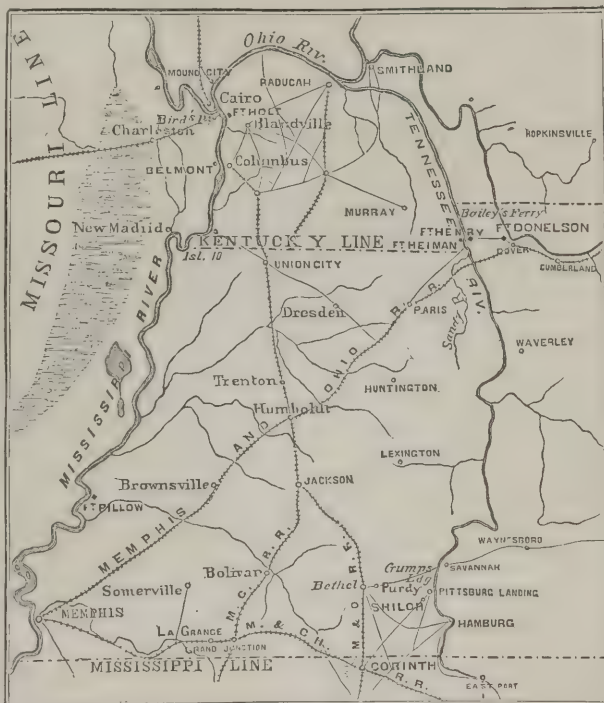 Ohio Riv.
MOUND CITY
PADUCAH
SMITHLAND
MISSOURI LINE
Cairo
Bird's Pt
FT HOLT
Blandville
Charleston
HOPKINSVILLE
BELMONT
Columbus
TENNESSEE RIV.
MURRAY
Bailey's Ferry
New Madrid
FT HENRY
FT DONELSON
KENTUCKY LINE
FT HEIMAN
DOVER
Isl. 10
UNION CITY
CUMBERLAND
MISSISSIPPI RIVER
Dresden
PARIS
Sandy R.
WAVERLEY
Trenton
HUNTINGTON
Humboldt
MEMPHIS AND OHIO R. R.
LEXINGTON
Brownsville
JACKSON
FT PILLOW
WAYNESBORO
Bolivar
M.C. R.R.
M & O R.R.
Gumps
Ldg
SAVANNAH
Somerville
Bethel
Purdy
PITTSBURG LANDING
SHILOH
MEMPHIS
HAMBURG
LA GRANGE
GRAND JUNCTION
M. & CH. R.R.
MISSISSIPPI LINE
CORINTH
EAST PORT